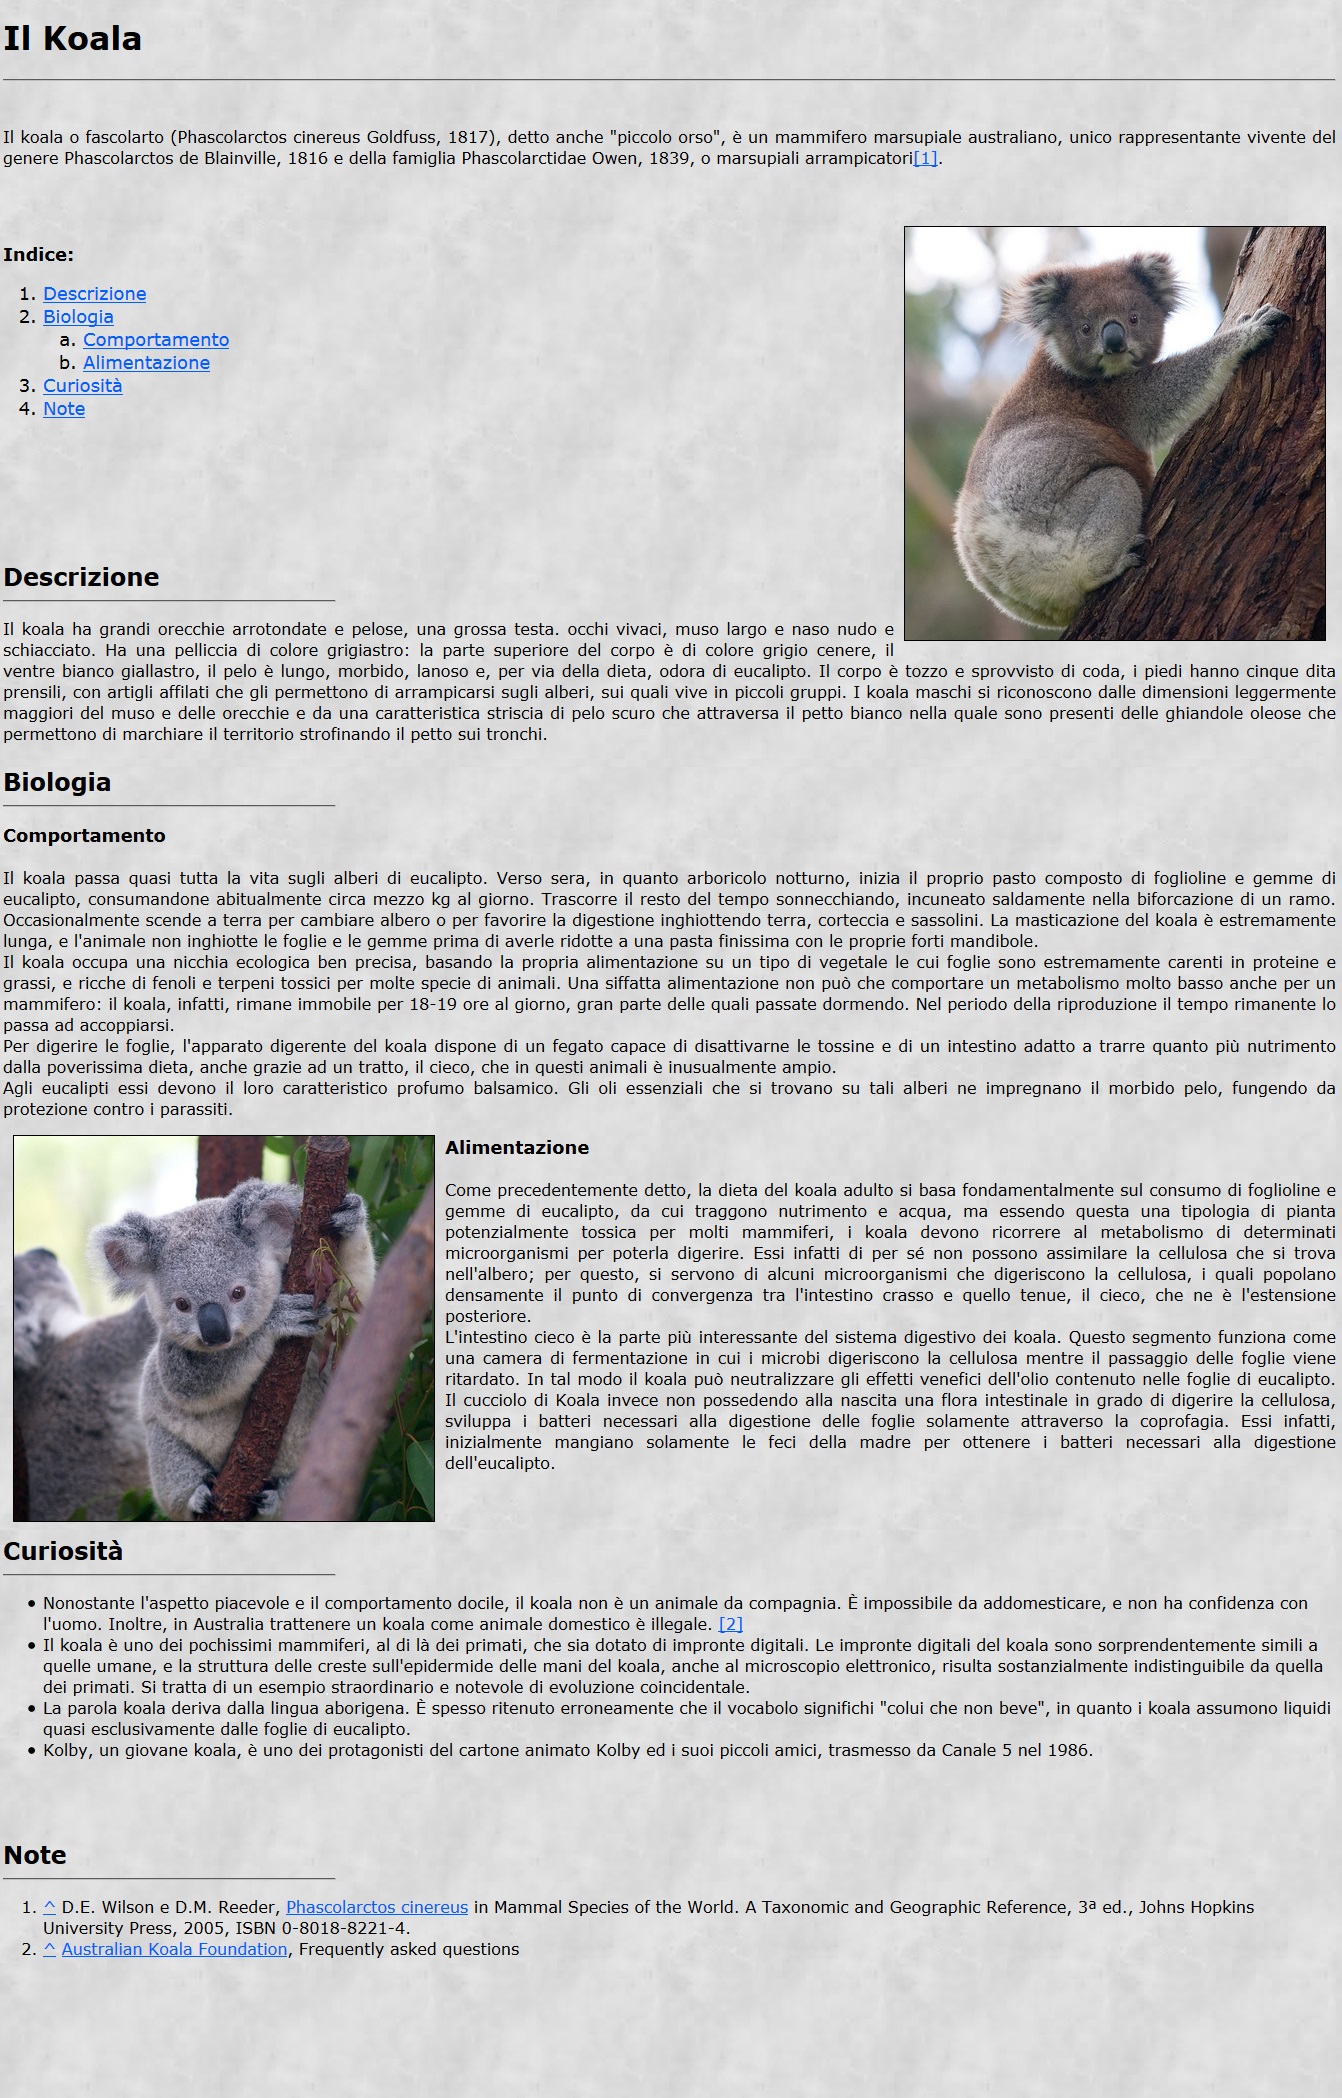 Il Koala
Il koala o fascolarto (Phascolarctos cinereus Goldfuss, 1817), detto anche "piccolo orso", è un mammifero marsupiale australiano, unico rappresentante vivente del
genere Phascolarctos de Blainville, 1816 e della famiglia Phascolarctidae Owen, 1839, o marsupiali arrampicatori[1].
Indice:
1. Descrizione
2. Biologia
a. Comportamento
b. Alimentazione
3. Curiosità
4. Note
Descrizione
Il koala ha grandi orecchie arrotondate e pelose, una grossa testa. occhi vivaci, muso largo e naso nudo e
schiacciato. Ha una pelliccia di colore grigiastro: la parte superiore del corpo è di colore grigio cenere, il
ventre bianco giallastro, il pelo è lungo, morbido, lanoso e, per via della dieta, odora di eucalipto. Il corpo è tozzo e sprovvisto di coda, i piedi hanno cinque dita
prensili, con artigli affilati che gli permettono di arrampicarsi sugli alberi, sui quali vive in piccoli gruppi. I koala maschi si riconoscono dalle dimensioni leggermente
maggiori del muso e delle orecchie e da una caratteristica striscia di pelo scuro che attraversa il petto bianco nella quale sono presenti delle ghiandole oleose che
permettono di marchiare il territorio strofinando il petto sui tronchi.
Biologia
Comportamento
Il koala passa quasi tutta la vita sugli alberi di eucalipto. Verso sera, in quanto arboricolo notturno, inizia il proprio pasto composto di foglioline e gemme di
eucalipto, consumandone abitualmente circa mezzo kg al giorno. Trascorre il resto del tempo sonnecchiando, incuneato saldamente nella biforcazione di un ramo.
Occasionalmente scende a terra per cambiare albero o per favorire la digestione inghiottendo terra, corteccia e sassolini. La masticazione del koala è estremamente
lunga, e l'animale non inghiotte le foglie e le gemme prima di averle ridotte a una pasta finissima con le proprie forti mandibole.
Il koala occupa una nicchia ecologica ben precisa, basando la propria alimentazione su un tipo di vegetale le cui foglie sono estremamente carenti in proteine e
grassi, e ricche di fenoli e terpeni tossici per molte specie di animali. Una siffatta alimentazione non può che comportare un metabolismo molto basso anche per un
mammifero: il koala, infatti, rimane immobile per 18-19 ore al giorno, gran parte delle quali passate dormendo. Nel periodo della riproduzione il tempo rimanente lo
passa ad accoppiarsi.
Per digerire le foglie, l'apparato digerente del koala dispone di un fegato capace di disattivarne le tossine e di un intestino adatto a trarre quanto più nutrimento
dalla poverissima dieta, anche grazie ad un tratto, il cieco, che in questi animali è inusualmente ampio.
Agli eucalipti essi devono il loro caratteristico profumo balsamico. Gli oli essenziali che si trovano su tali alberi ne impregnano il morbido pelo, fungendo da
protezione contro i parassiti.
Alimentazione
Come precedentemente detto, la dieta del koala adulto si basa fondamentalmente sul consumo di foglioline e
gemme di eucalipto, da cui traggono nutrimento e acqua, ma essendo questa una tipologia di pianta
potenzialmente tossica per molti mammiferi, i koala devono ricorrere al metabolismo di determinati
microorganismi per poterla digerire. Essi infatti di per sé non possono assimilare la cellulosa che si trova
nell'albero; per questo, si servono di alcuni microorganismi che digeriscono la cellulosa, i quali popolano
densamente il punto di convergenza tra l'intestino crasso e quello tenue, il cieco, che ne è l'estensione
posteriore.
L'intestino cieco è la parte più interessante del sistema digestivo dei koala. Questo segmento funziona come
una camera di fermentazione in cui i microbi digeriscono la cellulosa mentre il passaggio delle foglie viene
ritardato. In tal modo il koala può neutralizzare gli effetti venefici dell'olio contenuto nelle foglie di eucalipto.
Il cucciolo di Koala invece non possedendo alla nascita una flora intestinale in grado di digerire la cellulosa,
sviluppa i batteri necessari alla digestione delle foglie solamente attraverso la coprofagia. Essi infatti,
inizialmente mangiano solamente le feci della madre per ottenere i batteri necessari alla digestione
dell'eucalipto.
Curiosità
• Nonostante l'aspetto piacevole e il comportamento docile, il koala non è un animale da compagnia. È impossibile da addomesticare, e non ha confidenza con
l'uomo. Inoltre, in Australia trattenere un koala come animale domestico è illegale. [2]
• Il koala è uno dei pochissimi mammiferi, al di là dei primati, che sia dotato di impronte digitali. Le impronte digitali del koala sono sorprendentemente simili a
quelle umane, e la struttura delle creste sull'epidermide delle mani del koala, anche al microscopio elettronico, risulta sostanzialmente indistinguibile da quella
dei primati. Si tratta di un esempio straordinario e notevole di evoluzione coincidentale.
• La parola koala deriva dalla lingua aborigena. È spesso ritenuto erroneamente che il vocabolo significhi "colui che non beve", in quanto i koala assumono liquidi
quasi esclusivamente dalle foglie di eucalipto.
• Kolby, un giovane koala, è uno dei protagonisti del cartone animato Kolby ed i suoi piccoli amici, trasmesso da Canale 5 nel 1986.
Note
1. ^ D.E. Wilson e D.M. Reeder, Phascolarctos cinereus in Mammal Species of the World. A Taxonomic and Geographic Reference, 3ª ed., Johns Hopkins
University Press, 2005, ISBN 0-8018-8221-4.
2. ^ Australian Koala Foundation, Frequently asked questions